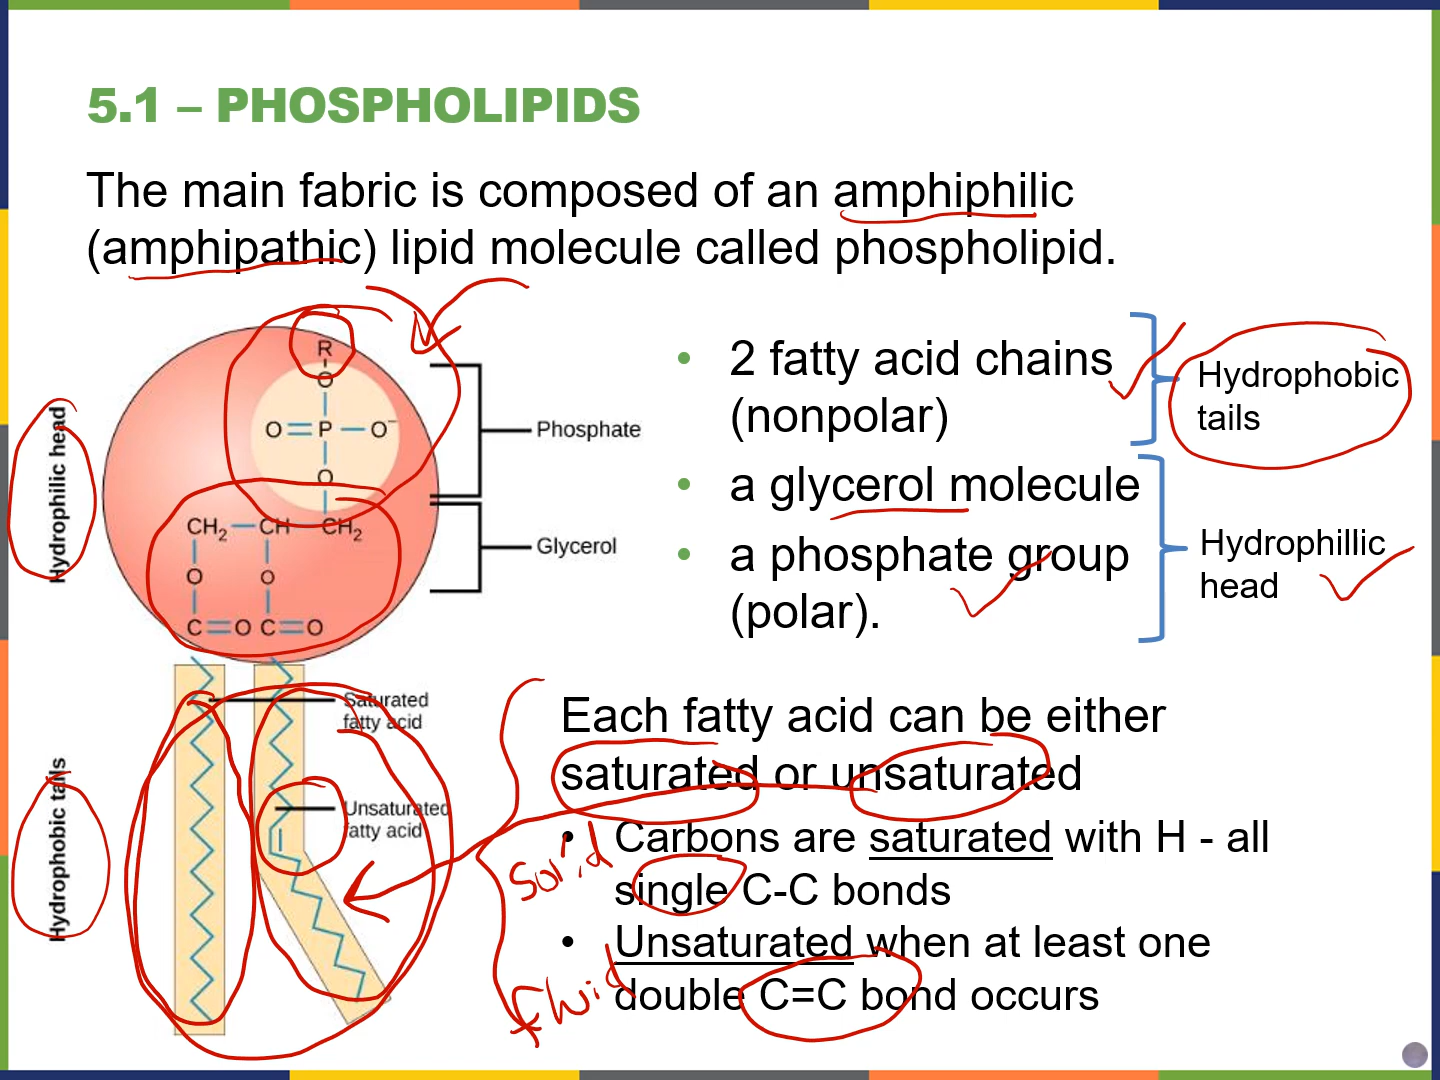 5.1 – PHOSPHOLIPIDS
The main fabric is composed of an amphiphilic
(amphipathic) lipid molecule called phospholipid.
Hydrophilic head
R
O
O P O⁻
O
CH₂ CH CH₂
O O
C O C O
Phosphate
Glycerol
• 2 fatty acid chains
(nonpolar)
• a glycerol molecule
• a phosphate group
(polar).
Hydrophobic
tails
Hydrophillic
head
Hydrophobic tails
Saturated
fatty acid
Unsaturated
fatty acid
Each fatty acid can be either
saturated or unsaturated
• Carbons are saturated with H - all
single C-C bonds
solid
• Unsaturated when at least one
double C=C bond occurs
fluid